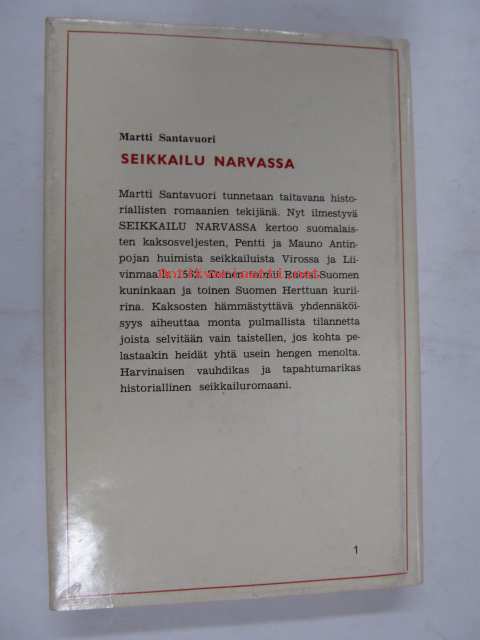 Martti Santavuori
SEIKKAILU NARVASSA
Martti Santavuori tunnetaan taitavana histo-
riallisten romaanien tekijänä. Nyt ilmestyvä
SEIKKAILU NARVASSA kertoo suomalais-
ten kaksosveljesten, Pentti ja Mauno Antin-
pojan huimista seikkailuista Virossa ja Lii-
vinmaalla Toinen toimii Ruotsi-Suomen
kuninkaan ja toinen Suomen Herttuan kurii-
rina. Kaksosten hämmästyttävä yhdennäköi-
syys aiheuttaa monta pulmallista tilannetta
joista selvitään vain taistellen, jos kohta pe-
lastaakin heidät yhtä usein hengen menolta.
Harvinaisen vauhdikas ja tapahtumarikas
historiallinen seikkailuromaani.
1